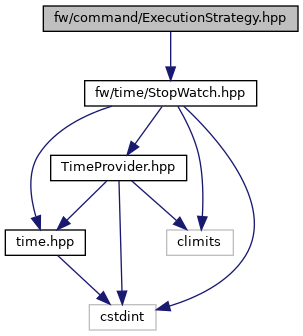 fw/command/ExecutionStrategy.hpp
fw/time/StopWatch.hpp
TimeProvider.hpp
time.hpp
climits
cstdint